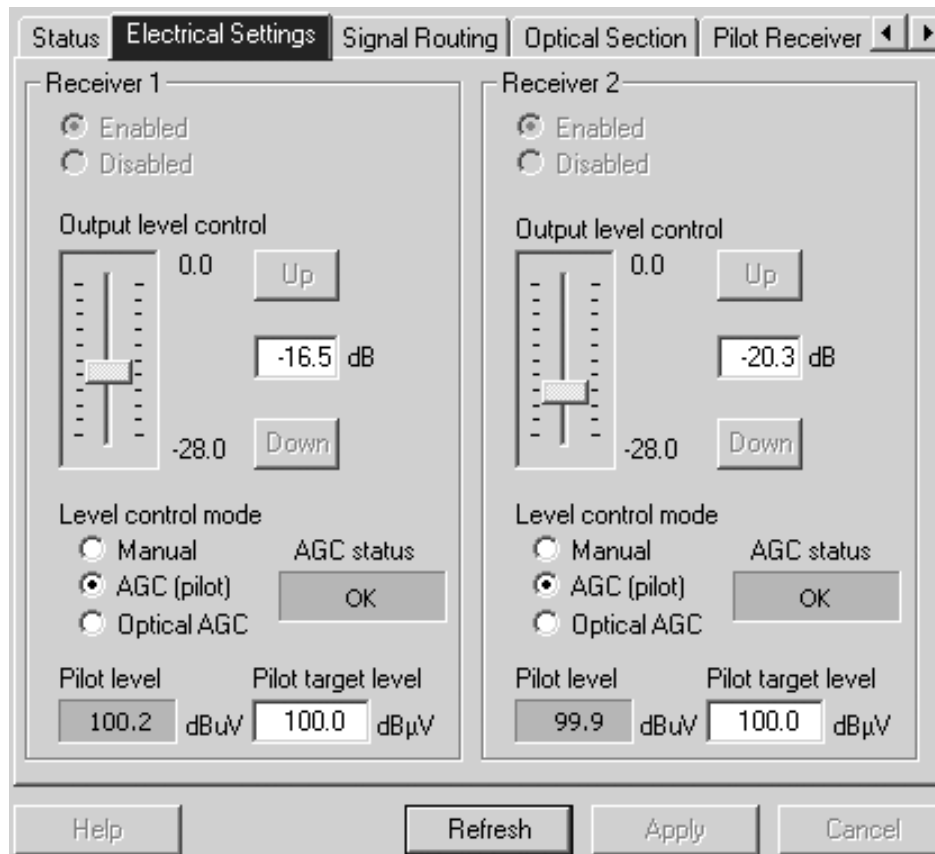 Status Electrical Settings Signal Routing Optical Section Pilot Receiver
Receiver 1
Enabled
Disabled
Output level control
0.0
Up
-16.5 dB
-28.0
Down
Level control mode
Manual
AGC (pilot)
Optical AGC
AGC status
OK
Pilot level
100.2 dBuV
Pilot target level
100.0 dBµV
Receiver 2
Enabled
Disabled
Output level control
0.0
Up
-20.3 dB
-28.0
Down
Level control mode
Manual
AGC (pilot)
Optical AGC
AGC status
OK
Pilot level
99.9 dBuV
Pilot target level
100.0 dBµV
Help Refresh Apply Cancel